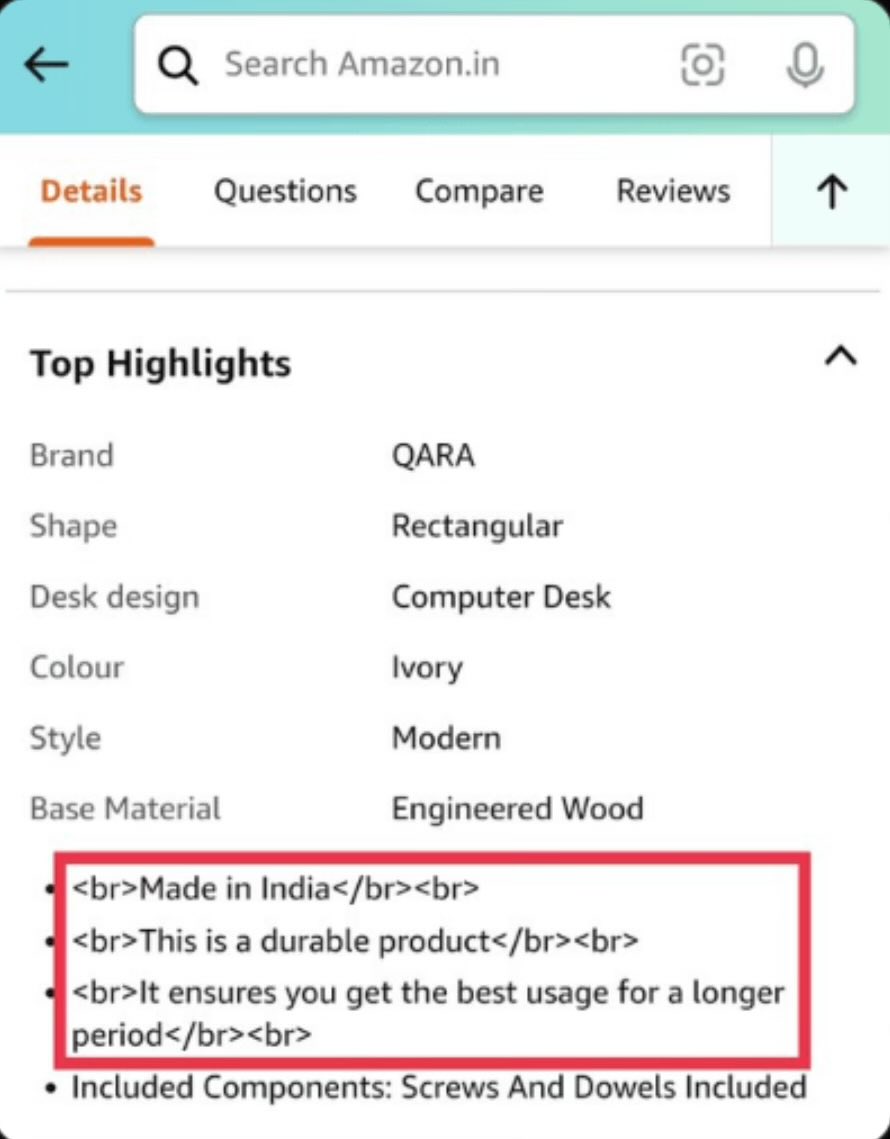 Search Amazon.in
Details Questions Compare Reviews
Top Highlights
Brand QARA
Shape Rectangular
Desk design Computer Desk
Colour Ivory
Style Modern
Base Material Engineered Wood
• <br>Made in India</br><br>
• <br>This is a durable product</br><br>
• <br>It ensures you get the best usage for a longer
period</br><br>
• Included Components: Screws And Dowels Included